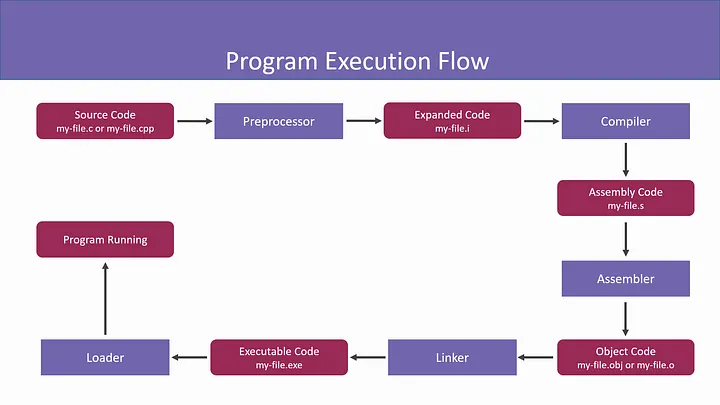 Program Execution Flow
Source Code
my-file.c or my-file.cpp
Preprocessor
Expanded Code
my-file.i
Compiler
Assembly Code
my-file.s
Assembler
Object Code
my-file.obj or my-file.o
Linker
Executable Code
my-file.exe
Loader
Program Running